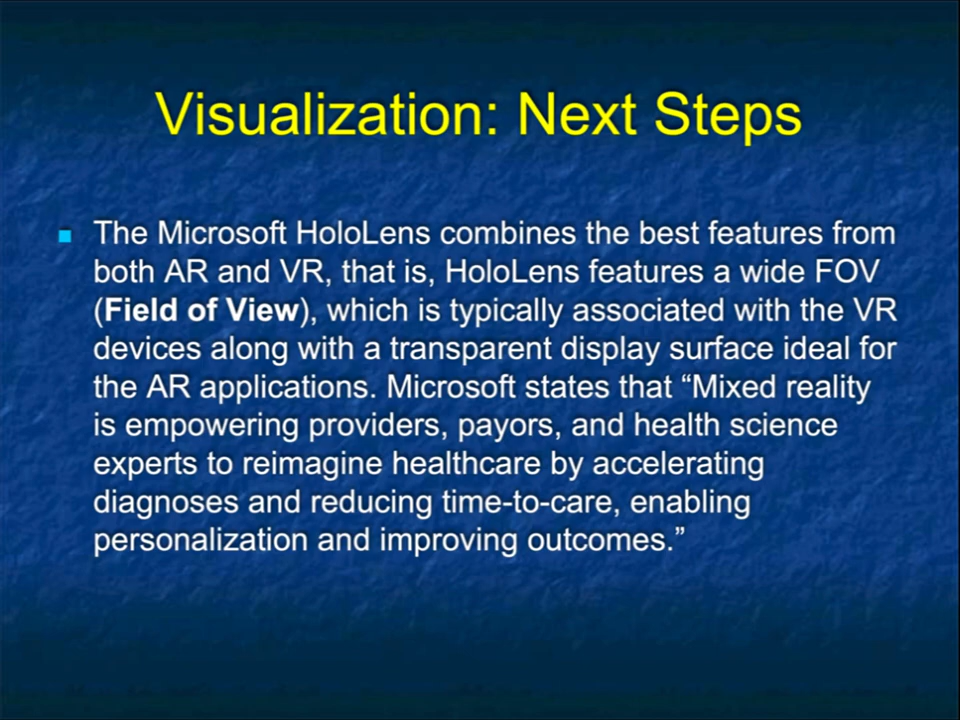 Visualization: Next Steps
The Microsoft HoloLens combines the best features from
both AR and VR, that is, HoloLens features a wide FOV
(Field of View), which is typically associated with the VR
devices along with a transparent display surface ideal for
the AR applications. Microsoft states that “Mixed reality
is empowering providers, payors, and health science
experts to reimagine healthcare by accelerating
diagnoses and reducing time-to-care, enabling
personalization and improving outcomes.”